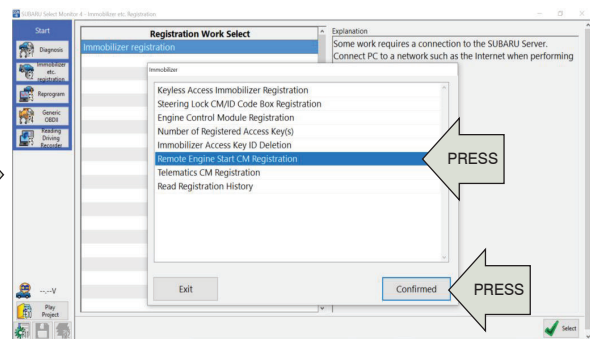 SUBARU Select Monitor 4 - Immobilizer etc. Registration
Start
Diagnosis
Immobilizer
etc.
registration
Reprogram
Generic
OBDII
Reading
Driving
Recorder
--.--V
Play
Project
Registration Work Select
Immobilizer registration
Explanation
Some work requires a connection to the SUBARU Server.
Connect PC to a network such as the Internet when performing
Immobilizer
Keyless Access Immobilizer Registration
Steering Lock CM/ID Code Box Registration
Engine Control Module Registration
Number of Registered Access Key(s)
Immobilizer Access Key ID Deletion
Remote Engine Start CM Registration
Telematics CM Registration
Read Registration History
PRESS
Exit
Confirmed
PRESS
Select